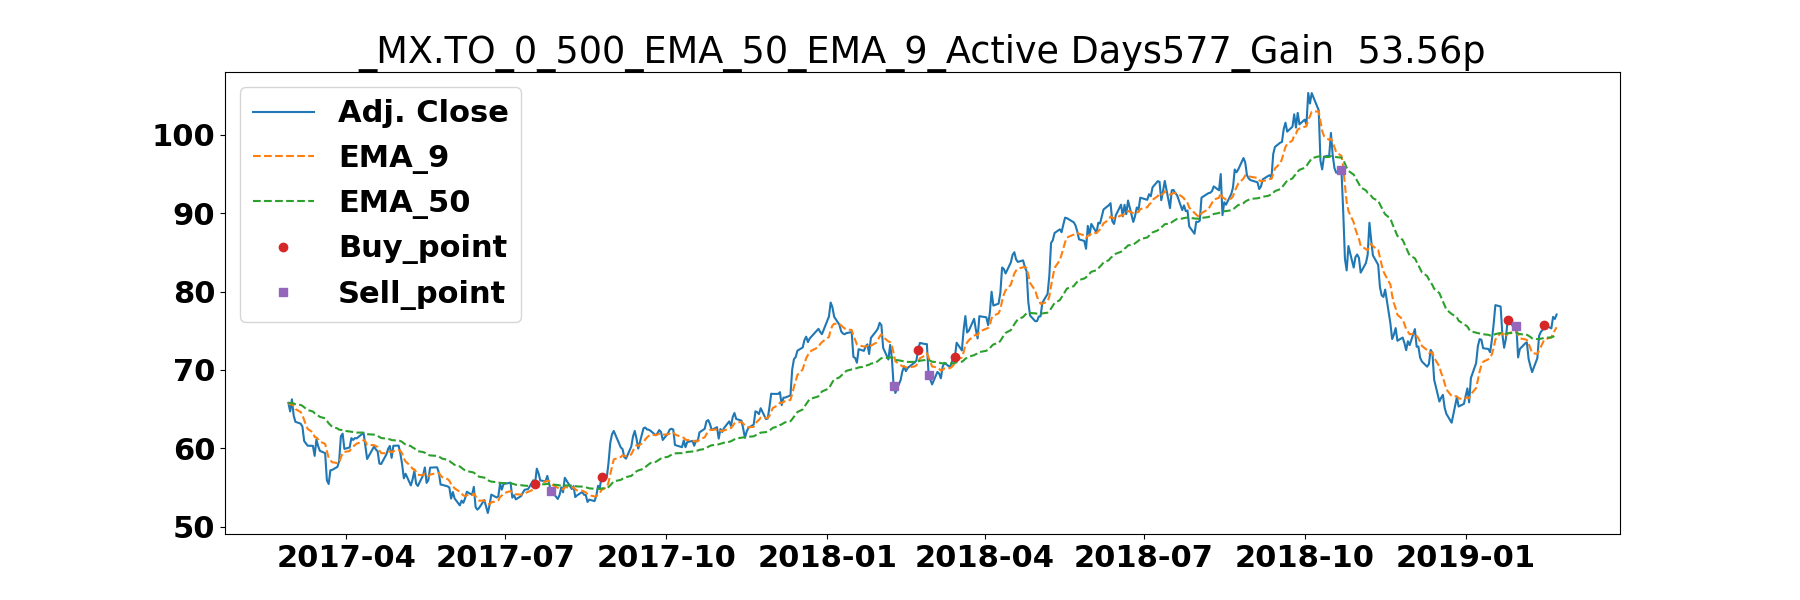 _MX.TO_0_500_EMA_50_EMA_9_Active Days577_Gain  53.56p
Adj. Close
EMA_9
EMA_50
Buy_point
Sell_point
100
90
80
70
60
50
2017-04 2017-07 2017-10 2018-01 2018-04 2018-07 2018-10 2019-01